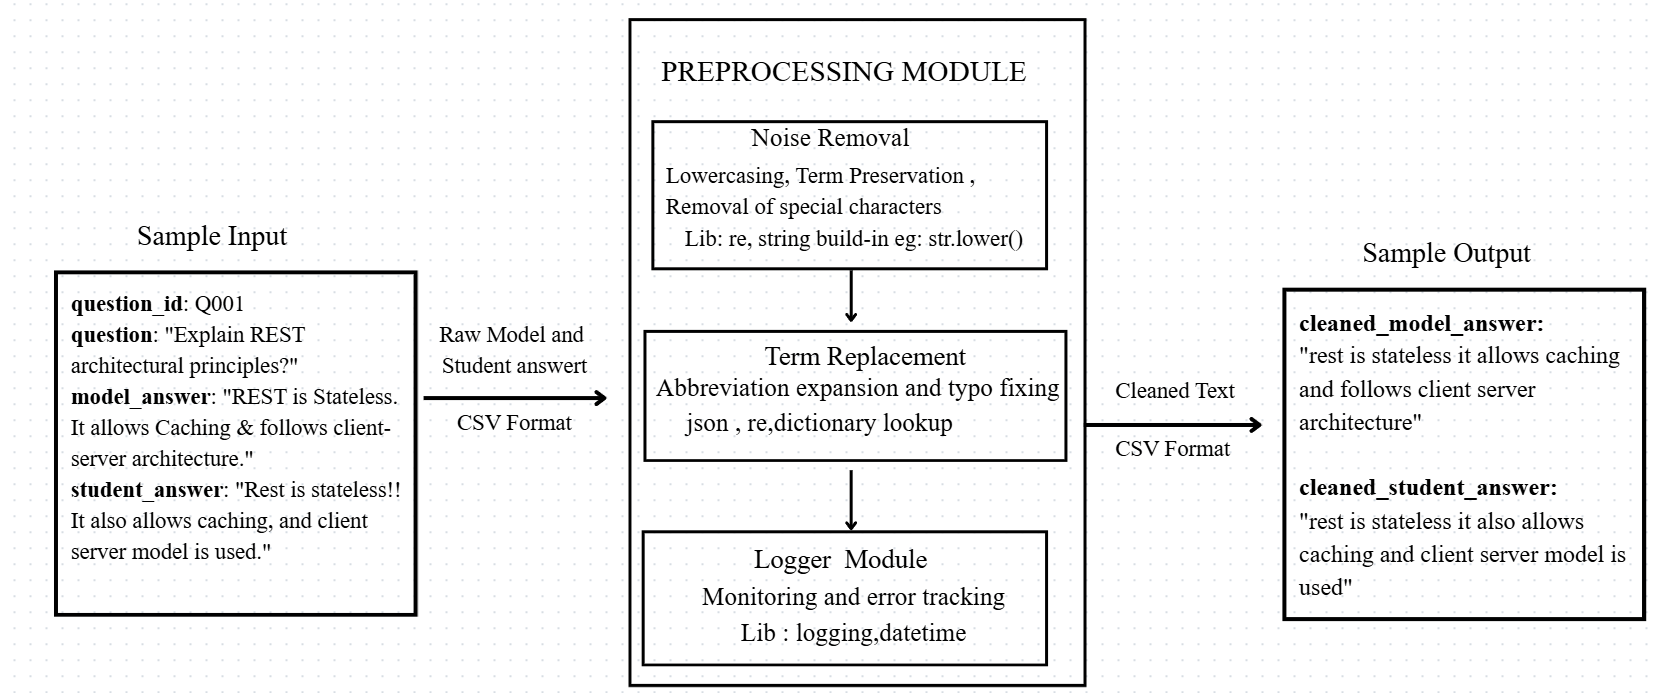 PREPROCESSING MODULE
Noise Removal
Lowercasing, Term Preservation ,
Removal of special characters
Lib: re, string build-in eg: str.lower()
Sample Input
question_id: Q001
question: "Explain REST
architectural principles?"
model_answer: "REST is Stateless.
It allows Caching & follows client-
server architecture."
student_answer: "Rest is stateless!!
It also allows caching, and client
server model is used."
Raw Model and
Student answert
CSV Format
Term Replacement
Abbreviation expansion and typo fixing
json , re,dictionary lookup
Logger Module
Monitoring and error tracking
Lib : logging,datetime
Cleaned Text
CSV Format
Sample Output
cleaned_model_answer:
"rest is stateless it allows caching
and follows client server
architecture"
cleaned_student_answer:
"rest is stateless it also allows
caching and client server model is
used"